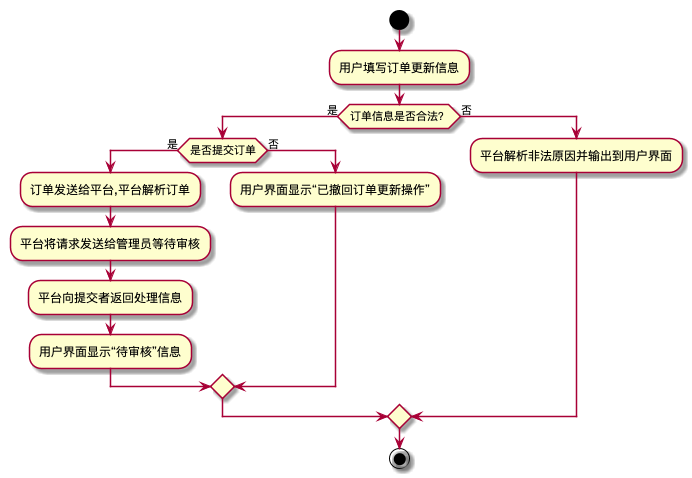 用户填写订单更新信息
是
订单信息是否合法?
否
是
是否提交订单
否
平台解析非法原因并输出到用户界面
订单发送给平台,平台解析订单
用户界面显示“已撤回订单更新操作”
平台将请求发送给管理员等待审核
平台向提交者返回处理信息
用户界面显示“待审核”信息